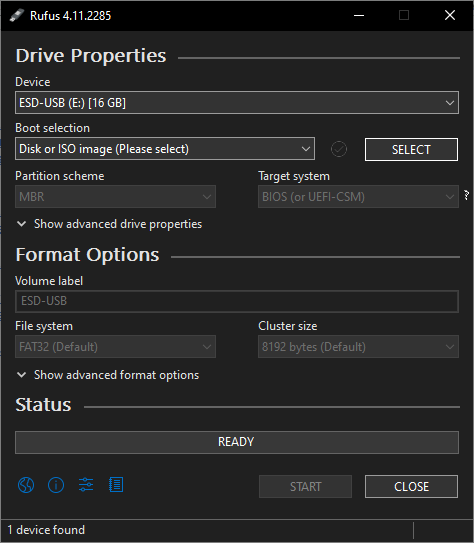 Rufus 4.11.2285
Drive Properties
Device
ESD-USB (E:) [16 GB]
Boot selection
Disk or ISO image (Please select)
SELECT
Partition scheme
Target system
MBR
BIOS (or UEFI-CSM)
?
Show advanced drive properties
Format Options
Volume label
ESD-USB
File system
Cluster size
FAT32 (Default)
8192 bytes (Default)
Show advanced format options
Status
READY
START
CLOSE
1 device found